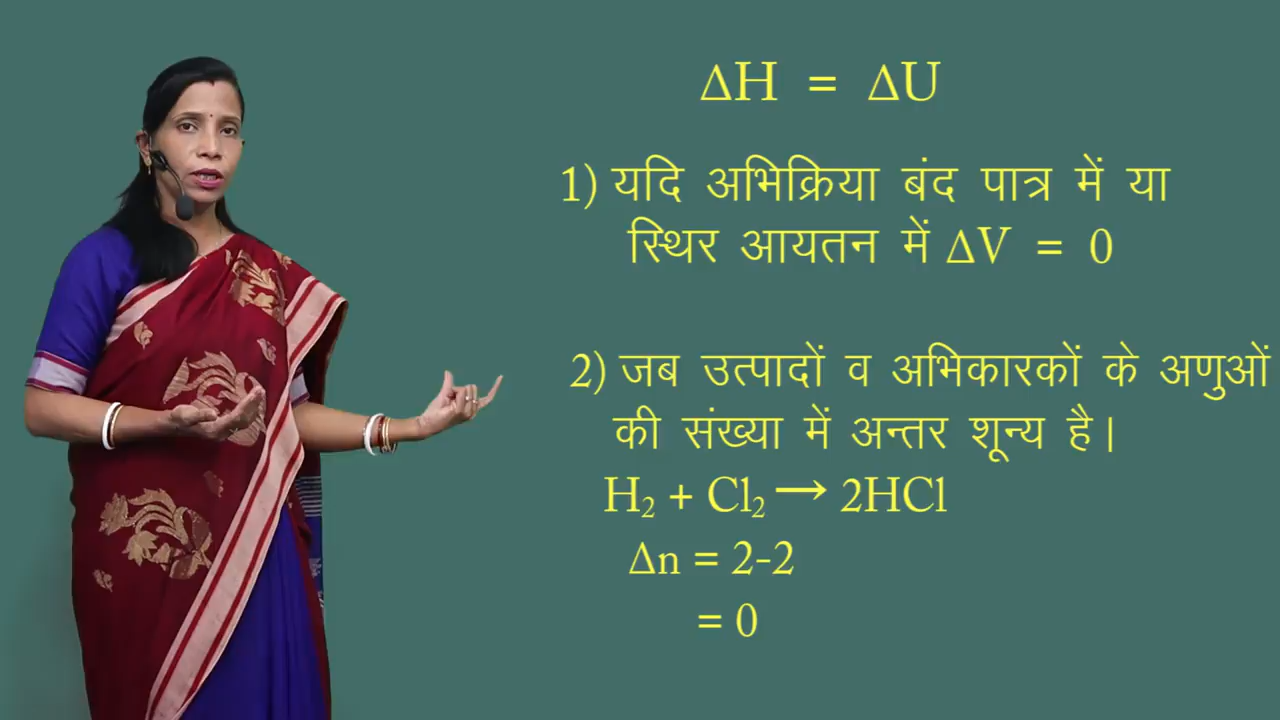 ΔH = ΔU
1) यदि अभिक्रिया बंद पात्र में या
स्थिर आयतन में ΔV = 0
2) जब उत्पादों व अभिकारकों के अणुओं
की संख्या में अन्तर शून्य है।
H₂ + Cl₂ → 2HCl
Δn = 2-2
= 0